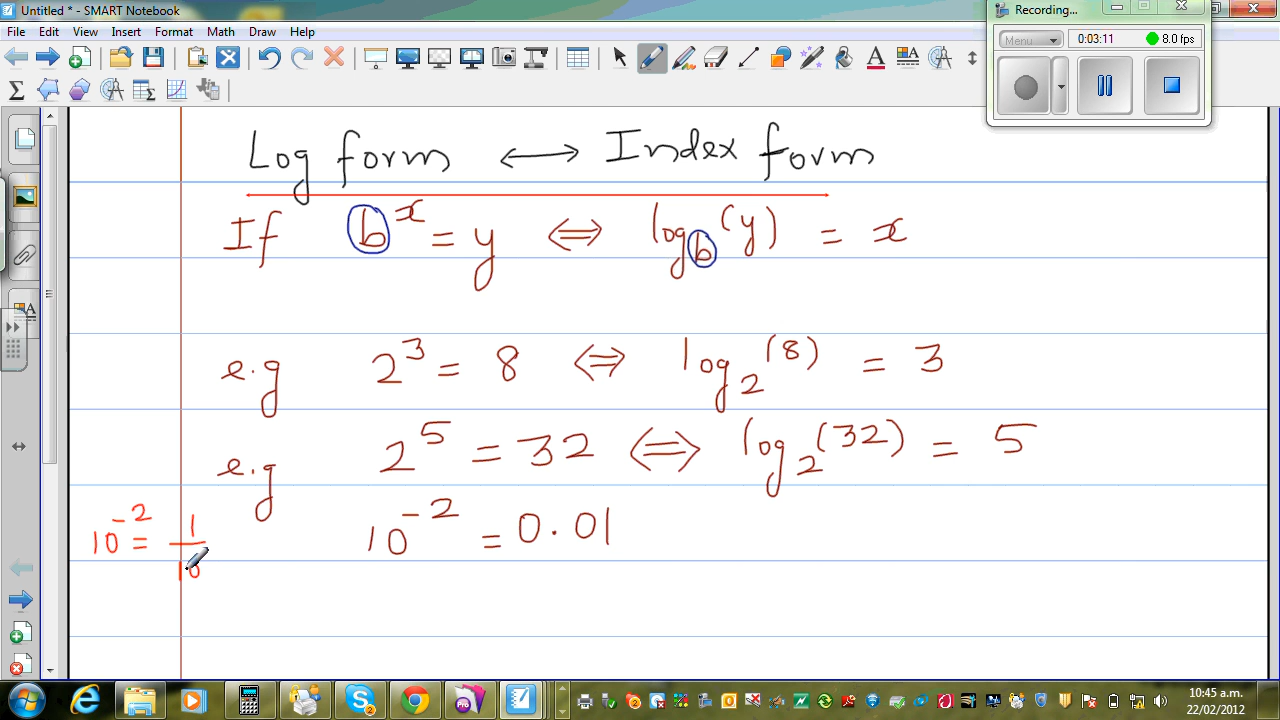 Untitled * - SMART Notebook
Recording...
File Edit View Insert Format Math Draw Help
Menu 0:03:11 8.0 fps
Log form ⟷ Index form
If b^x = y ⇔ log_b(y) = x
e.g 2^3 = 8 ⇔ log_2(8) = 3
e.g 2^5 = 32 ⇔ log_2(32) = 5
10^-2 = 1/10
10^-2 = 0.01
10:45 a.m.
22/02/2012